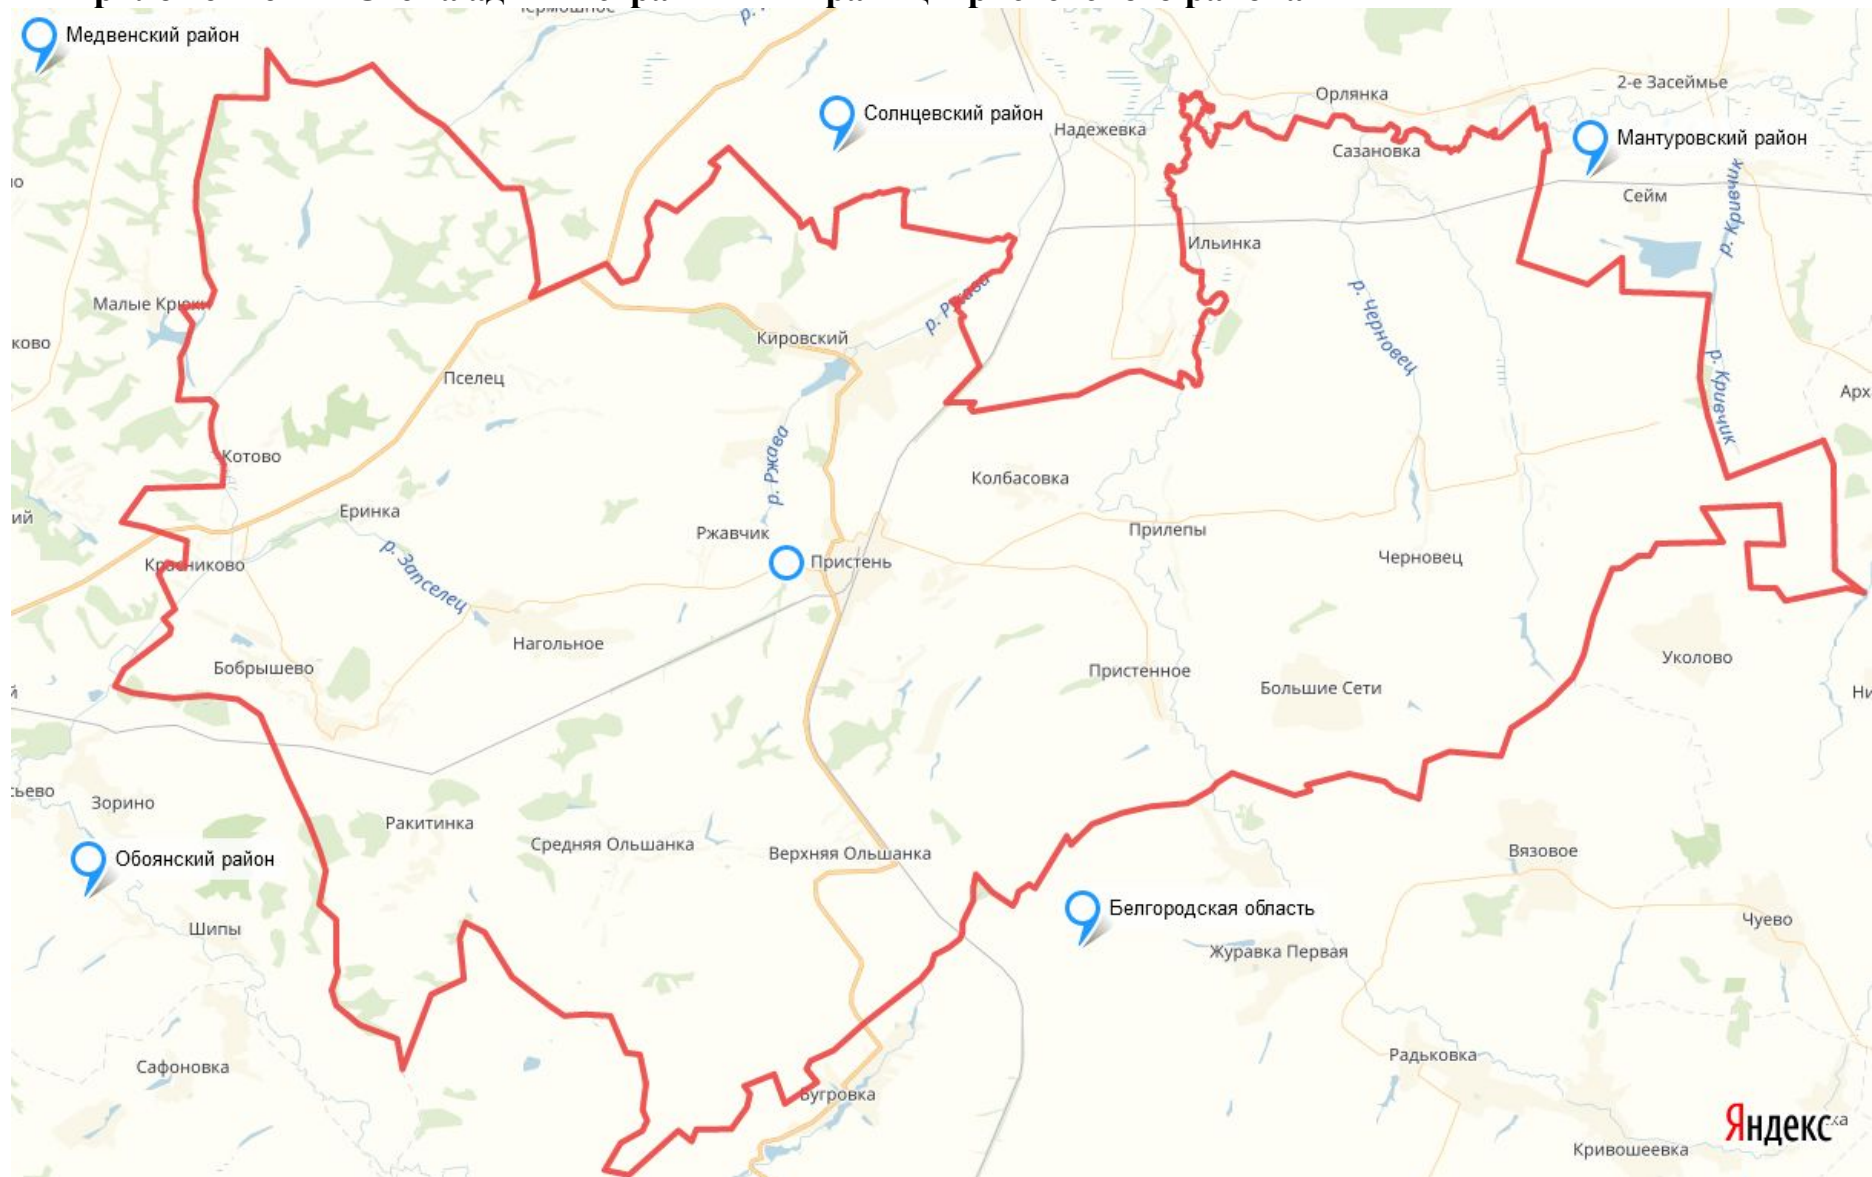 Медвенский район
Солнцевский район
Орлянка
2-е Засеймье
Надежевка
Мантуровский район
Сазановка
Сейм
р. Кривчик
Ильинка
Малые Крюки
р. Ржава
р. Черновец
Кировский
р. Кривчик
Пселец
Котово
р. Ржава
Колбасовка
Еринка
Ржавчик
Прилепы
Красниково
р. Запселец
Пристень
Черновец
Нагольное
Бобрышево
Пристенное
Уколово
Большие Сети
Зорино
Ракитинка
Средняя Ольшанка
Верхняя Ольшанка
Вязовое
Обоянский район
Белгородская область
Чуево
Шипы
Журавка Первая
Сафоновка
Радьковка
Бугровка
Яндекс
Кривошеевка